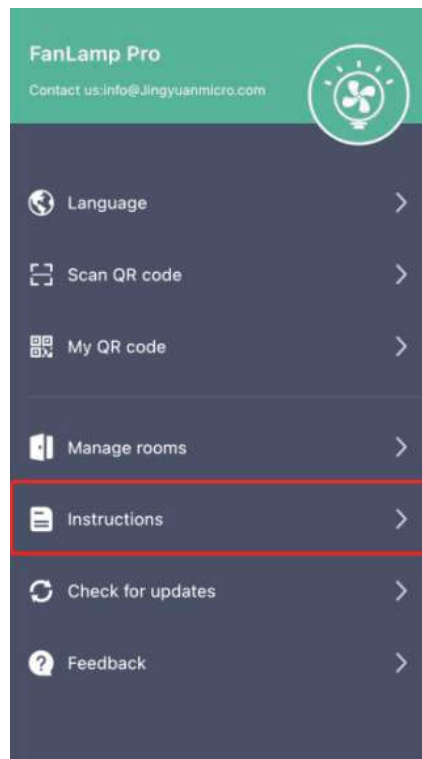 FanLamp Pro
Contact us:info@Jingyuanmicro.com
Language
Scan QR code
My QR code
Manage rooms
Instructions
Check for updates
Feedback